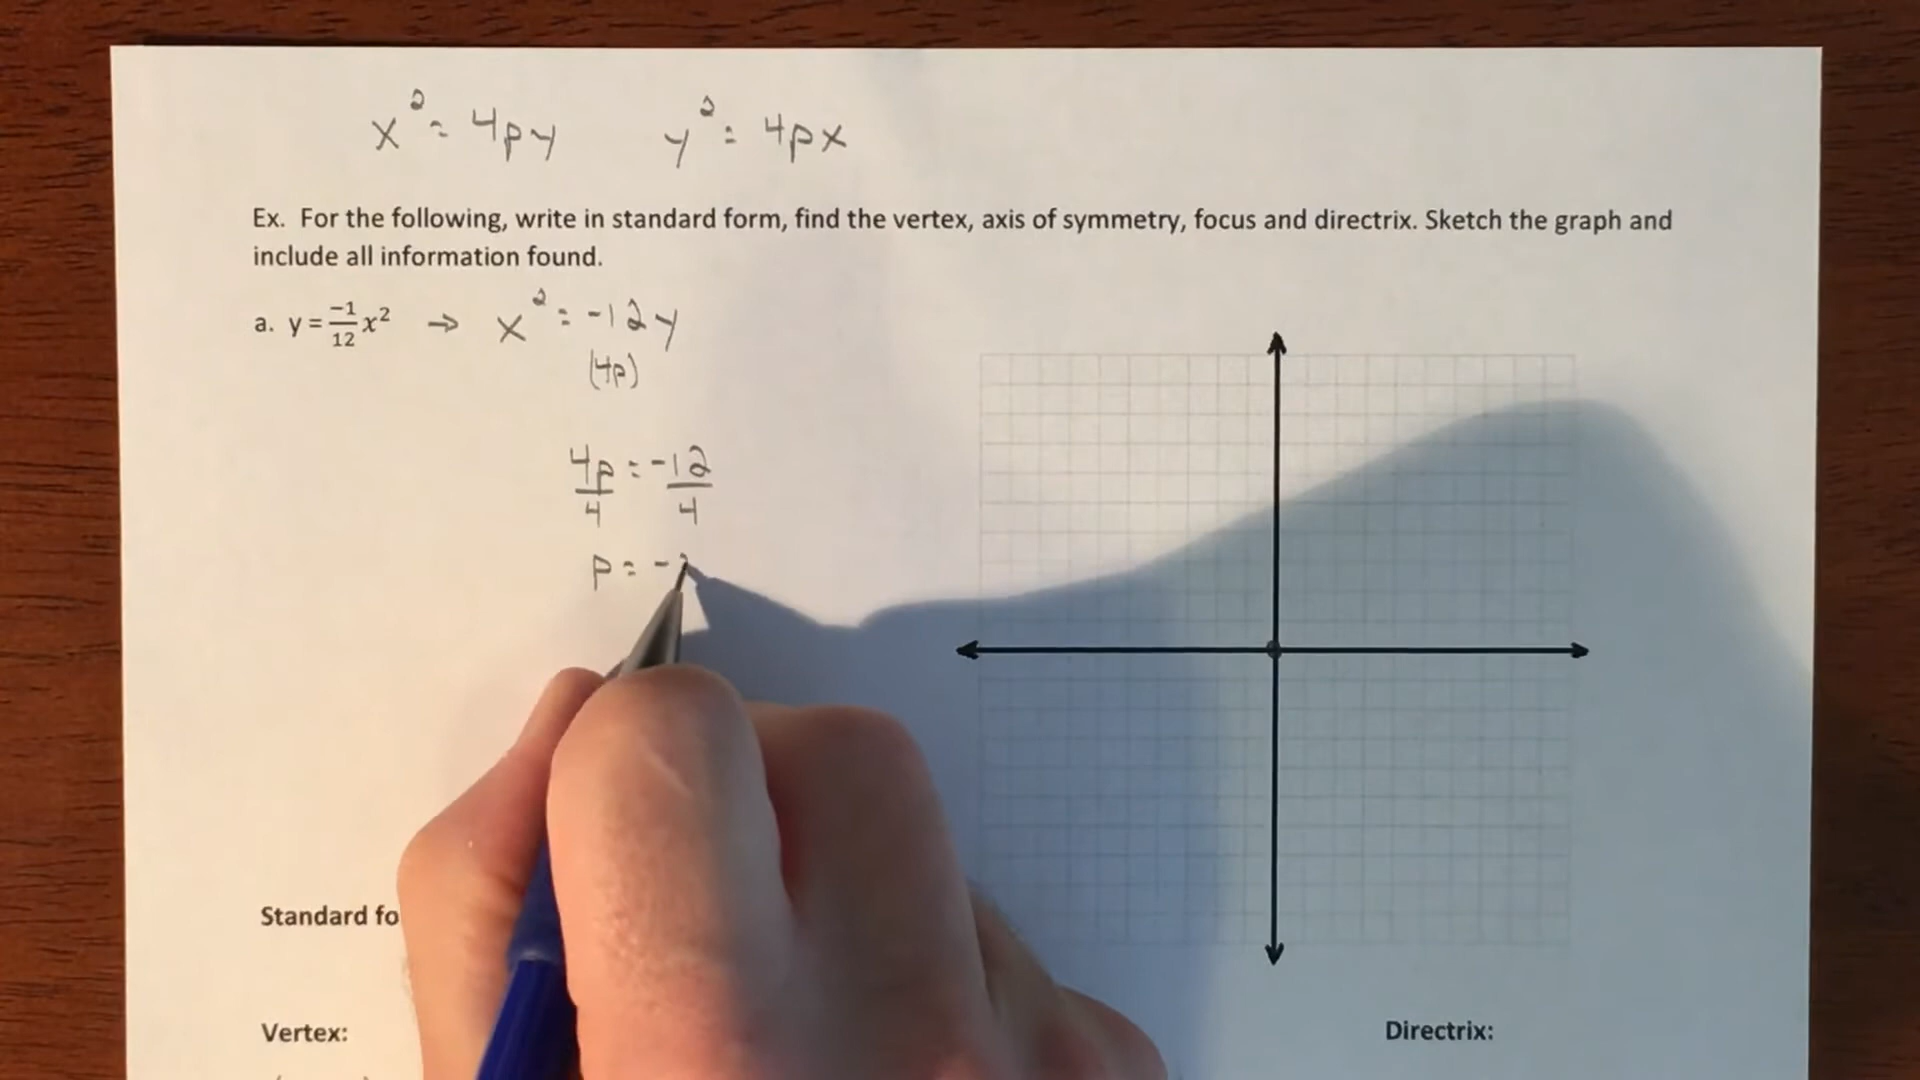 x² = 4py y² = 4px
Ex. For the following, write in standard form, find the vertex, axis of symmetry, focus and directrix. Sketch the graph and
include all information found.
a. y = -1/12 x² → x² = -12y
(4p)
4p/4 = -12/4
p = -
Standard fo
Vertex:
Directrix: